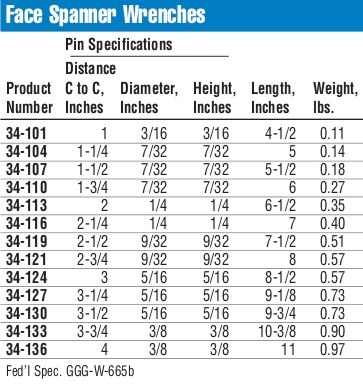 Face Spanner Wrenches
Pin Specifications
Distance
Product C to C, Diameter, Height, Length, Weight,
Number Inches Inches Inches Inches lbs.
34-101 1 3/16 3/16 4-1/2 0.11
34-104 1-1/4 7/32 7/32 5 0.14
34-107 1-1/2 7/32 7/32 5-1/2 0.18
34-110 1-3/4 7/32 7/32 6 0.27
34-113 2 1/4 1/4 6-1/2 0.35
34-116 2-1/4 1/4 1/4 7 0.40
34-119 2-1/2 9/32 9/32 7-1/2 0.51
34-121 2-3/4 9/32 9/32 8 0.57
34-124 3 5/16 5/16 8-1/2 0.57
34-127 3-1/4 5/16 5/16 9-1/8 0.73
34-130 3-1/2 5/16 5/16 9-3/4 0.73
34-133 3-3/4 3/8 3/8 10-3/8 0.90
34-136 4 3/8 3/8 11 0.97
Fed'l Spec. GGG-W-665b